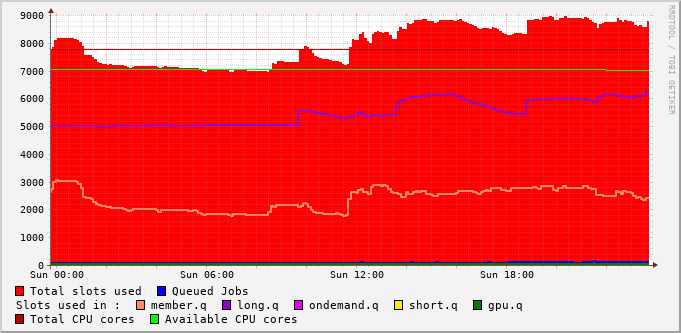 9000
8000
7000
6000
5000
4000
3000
2000
1000
0
Sun 00:00 Sun 06:00 Sun 12:00 Sun 18:00
Total slots used Queued Jobs
Slots used in : member.q long.q ondemand.q short.q gpu.q
Total CPU cores Available CPU cores
RRDTOOL / TOBI OETIKER